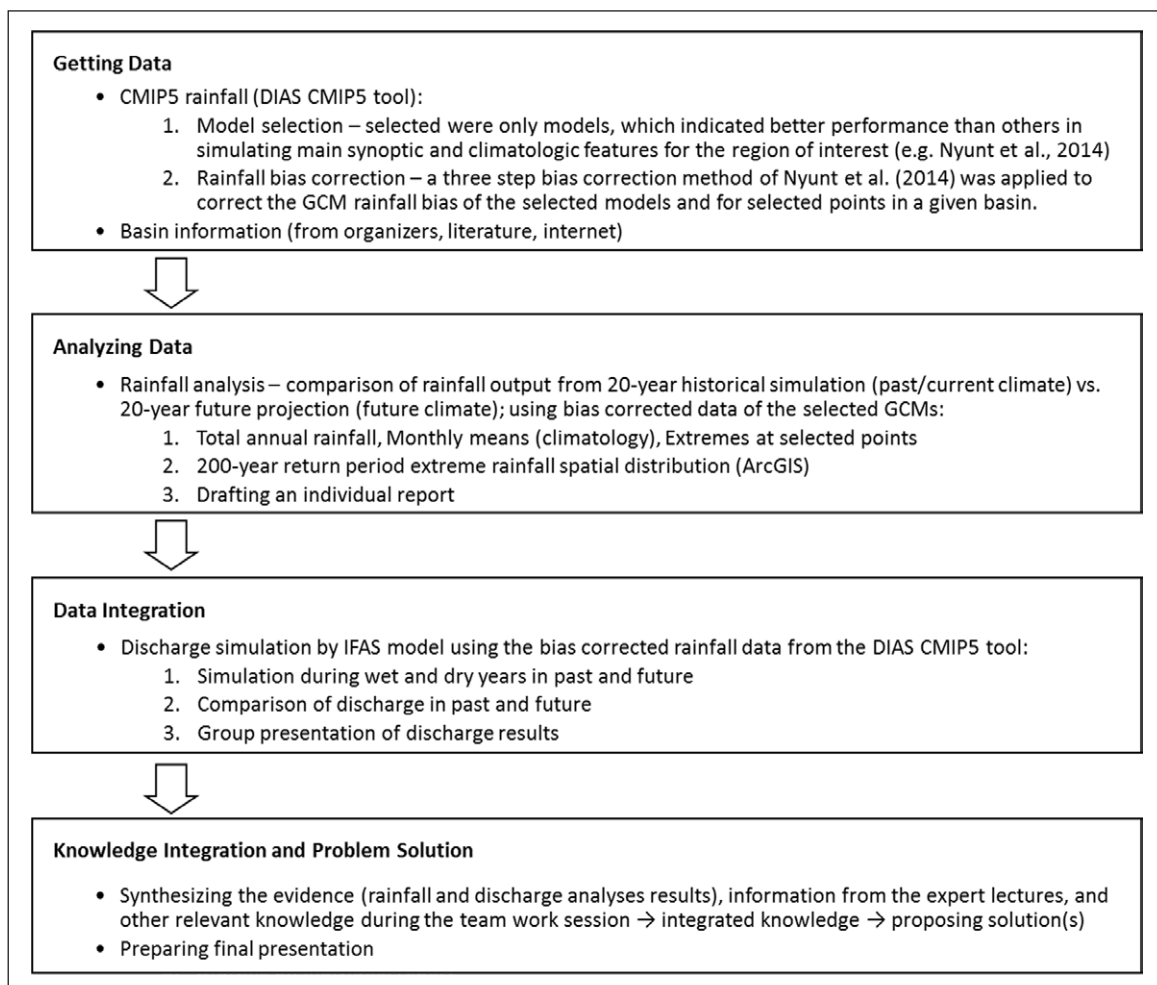 Getting Data
• CMIP5 rainfall (DIAS CMIP5 tool):
1. Model selection – selected were only models, which indicated better performance than others in
simulating main synoptic and climatologic features for the region of interest (e.g. Nyunt et al., 2014)
2. Rainfall bias correction – a three step bias correction method of Nyunt et al. (2014) was applied to
correct the GCM rainfall bias of the selected models and for selected points in a given basin.
• Basin information (from organizers, literature, internet)
Analyzing Data
• Rainfall analysis – comparison of rainfall output from 20-year historical simulation (past/current climate) vs.
20-year future projection (future climate); using bias corrected data of the selected GCMs:
1. Total annual rainfall, Monthly means (climatology), Extremes at selected points
2. 200-year return period extreme rainfall spatial distribution (ArcGIS)
3. Drafting an individual report
Data Integration
• Discharge simulation by IFAS model using the bias corrected rainfall data from the DIAS CMIP5 tool:
1. Simulation during wet and dry years in past and future
2. Comparison of discharge in past and future
3. Group presentation of discharge results
Knowledge Integration and Problem Solution
• Synthesizing the evidence (rainfall and discharge analyses results), information from the expert lectures, and
other relevant knowledge during the team work session → integrated knowledge → proposing solution(s)
• Preparing final presentation